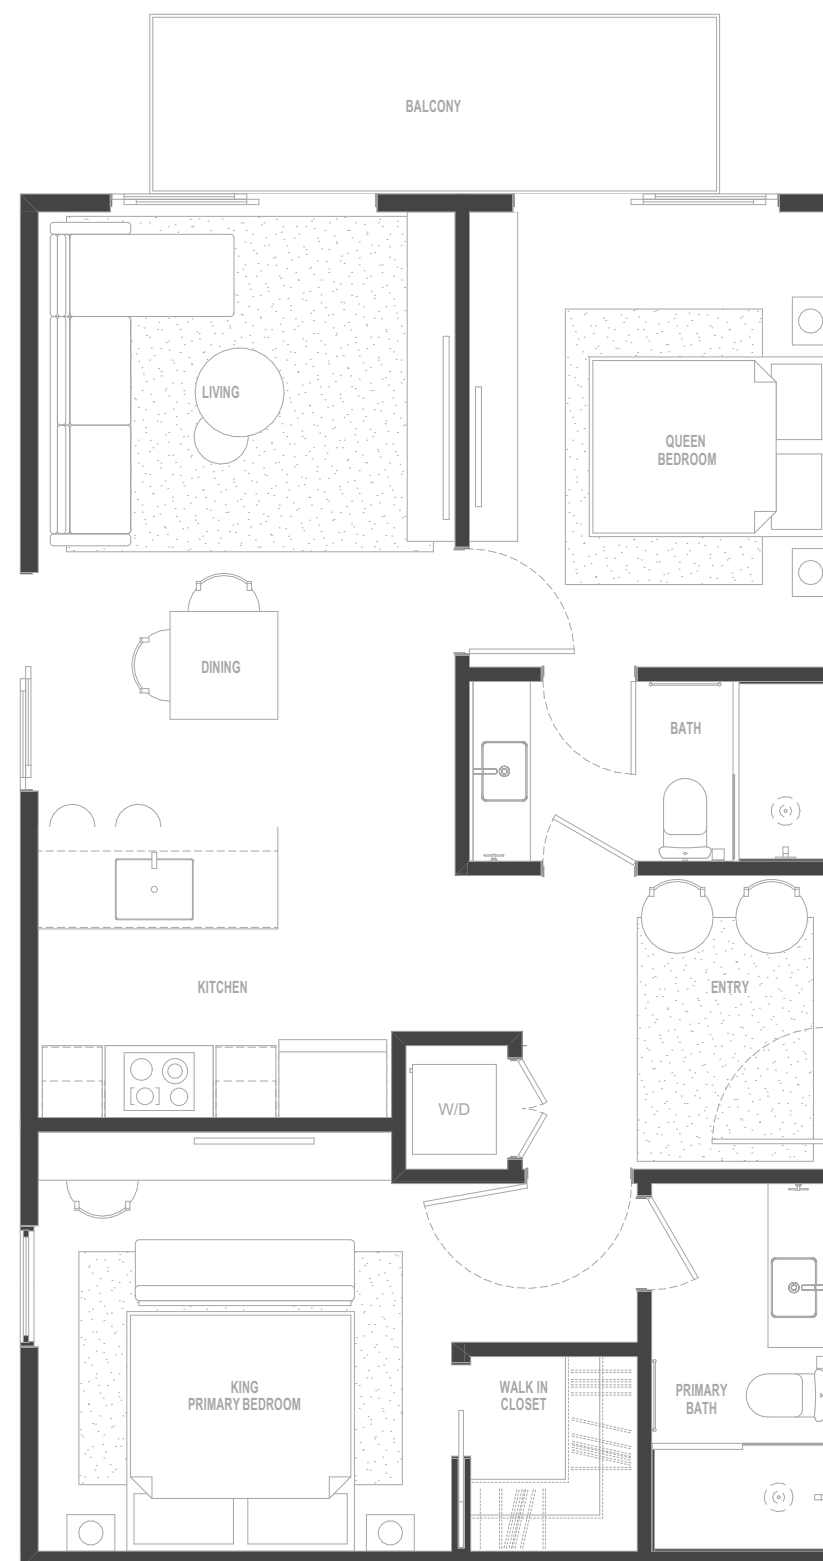 BALCONY
LIVING
QUEEN
BEDROOM
DINING
BATH
KITCHEN
ENTRY
W/D
KING
PRIMARY BEDROOM
WALK IN
CLOSET
PRIMARY
BATH